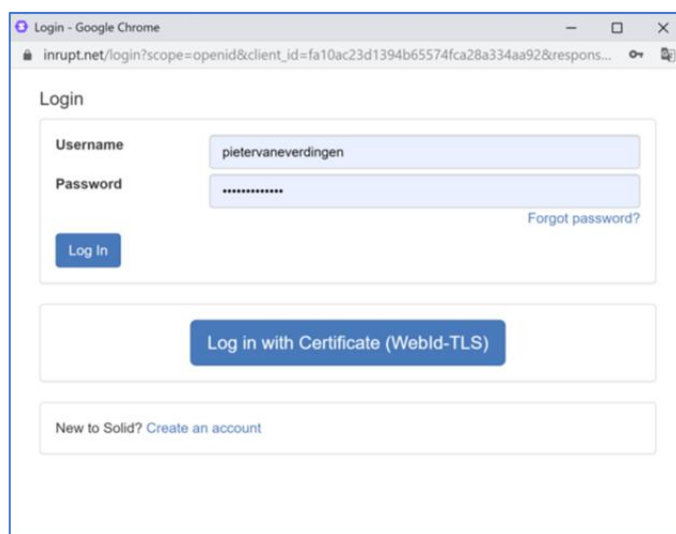 Login - Google Chrome
inrupt.net/login?scope=openid&client_id=fa10ac23d1394b65574fca28a334aa92&respons...
Login
Username
pietervaneverdingen
Password
•••••••••••••
Forgot password?
Log In
Log in with Certificate (WebId-TLS)
New to Solid? Create an account